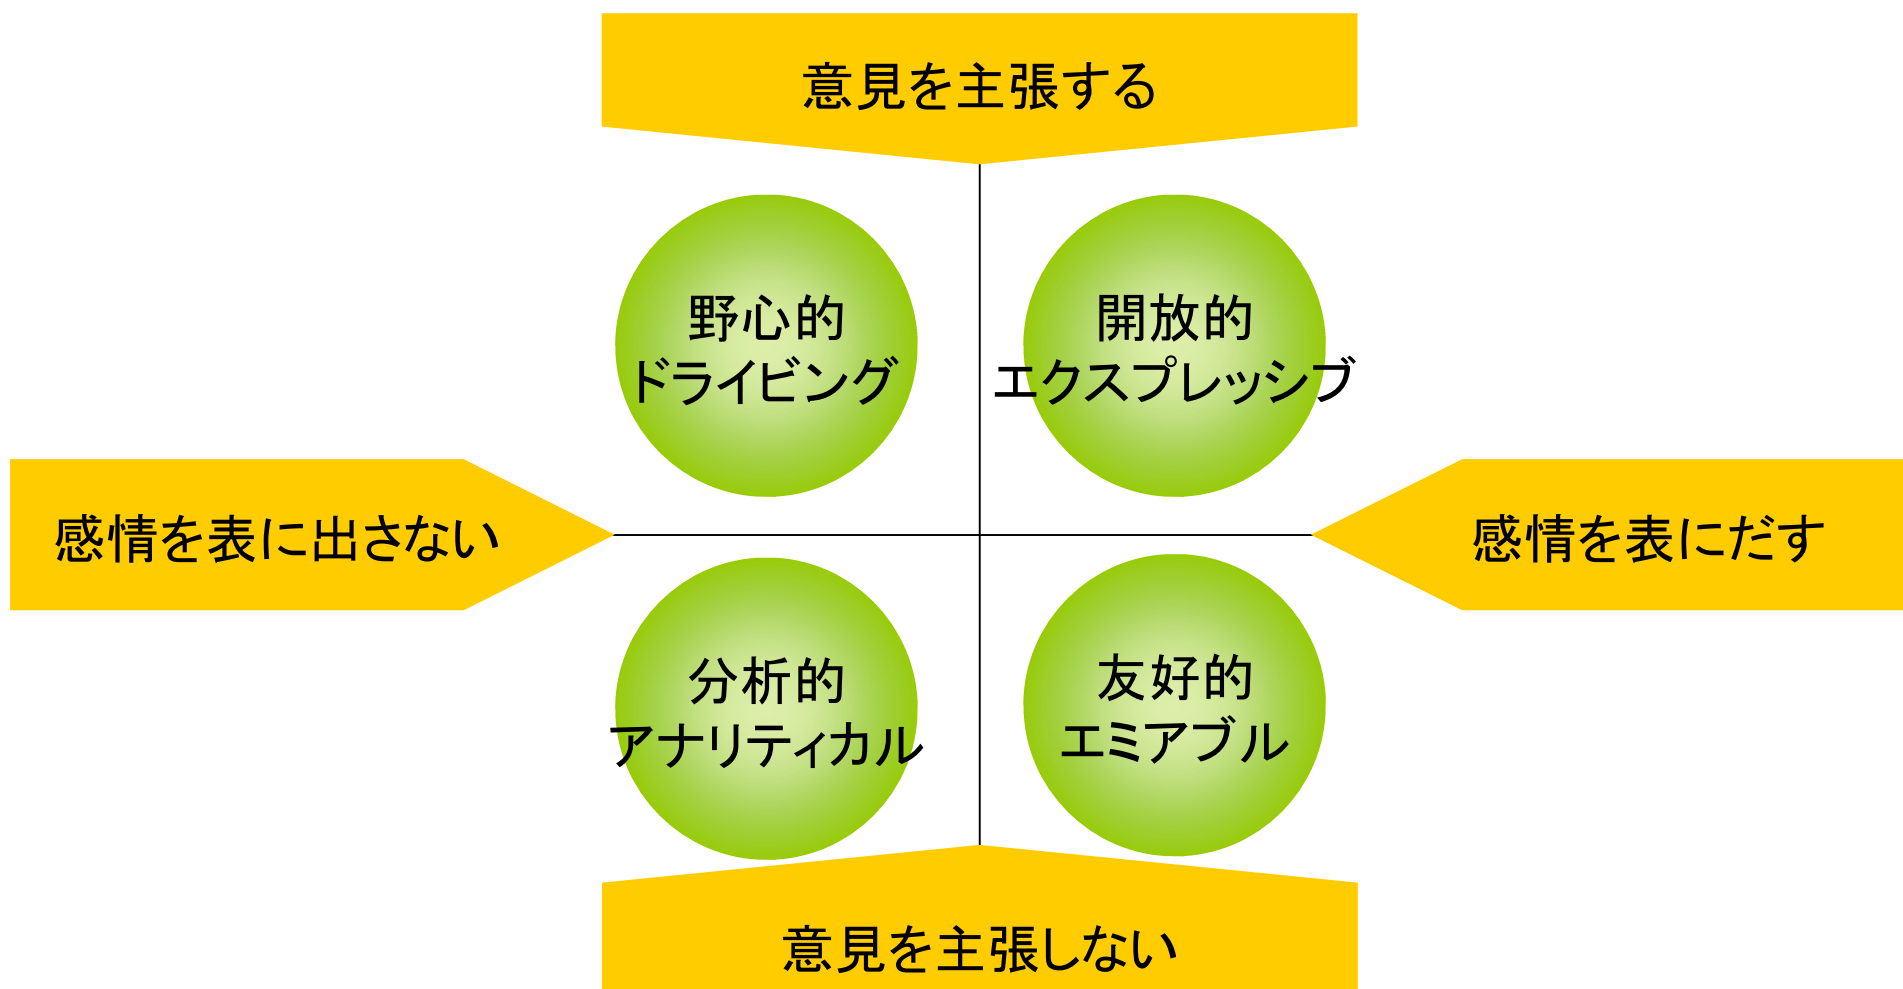 意見を主張する
野心的
ドライビング
開放的
エクスプレッシブ
感情を表に出さない
感情を表にだす
分析的
アナリティカル
友好的
エミアブル
意見を主張しない